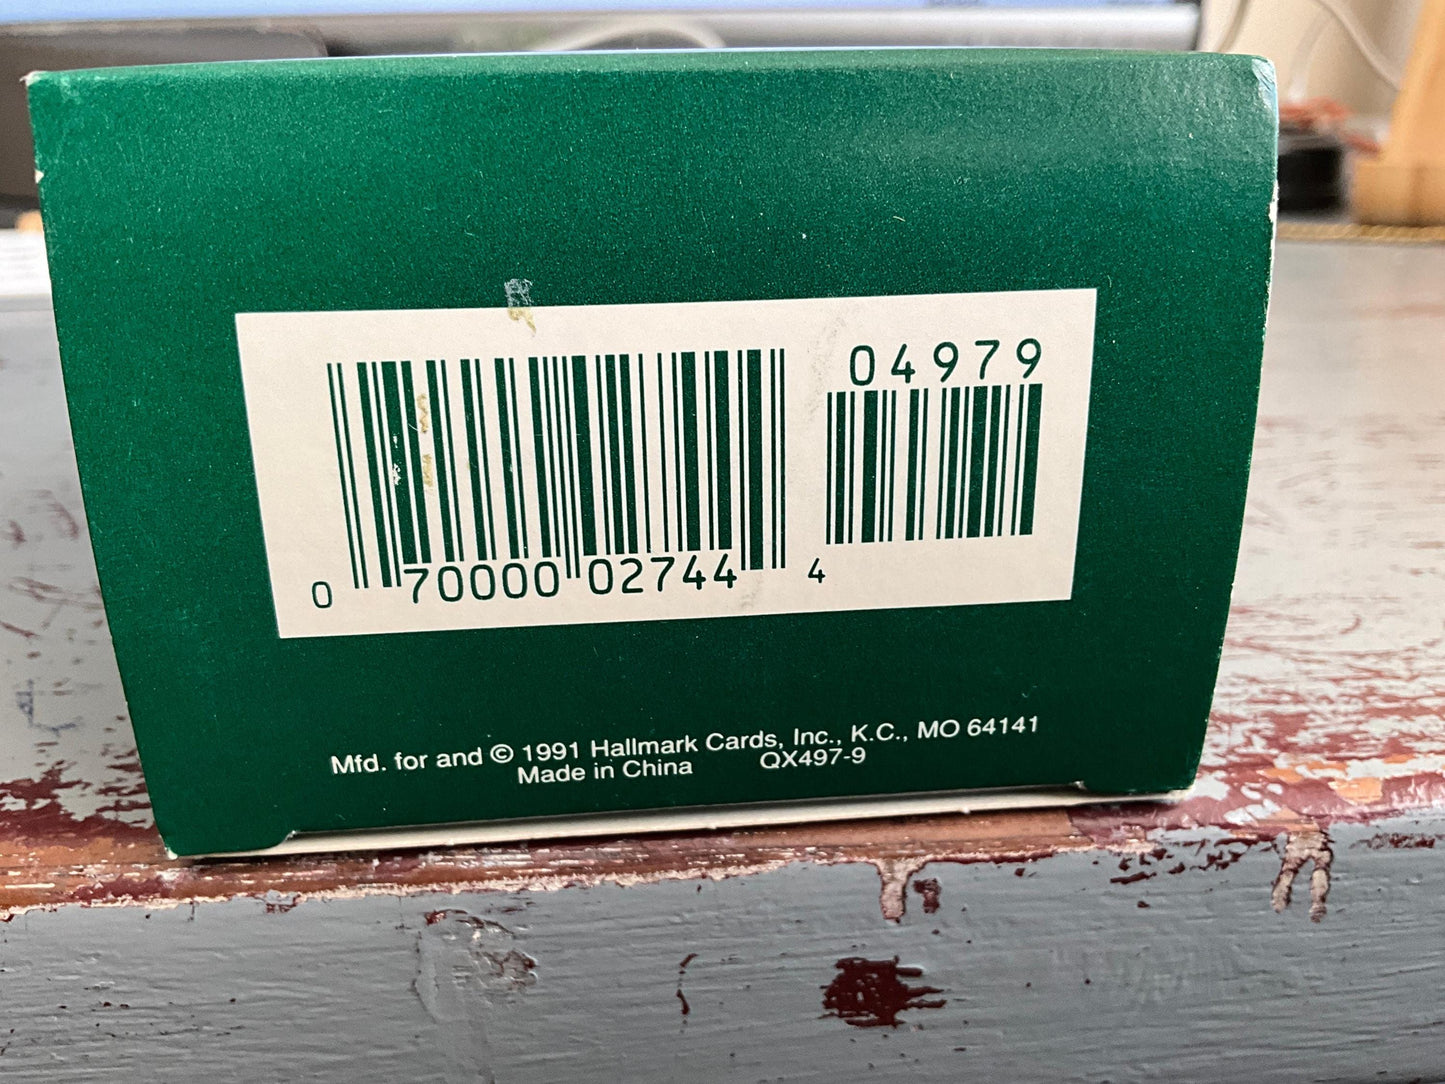 04979
0 70000 02744 4
Mfd. for and © 1991 Hallmark Cards, Inc., K.C., MO 64141
Made in China QX497-9